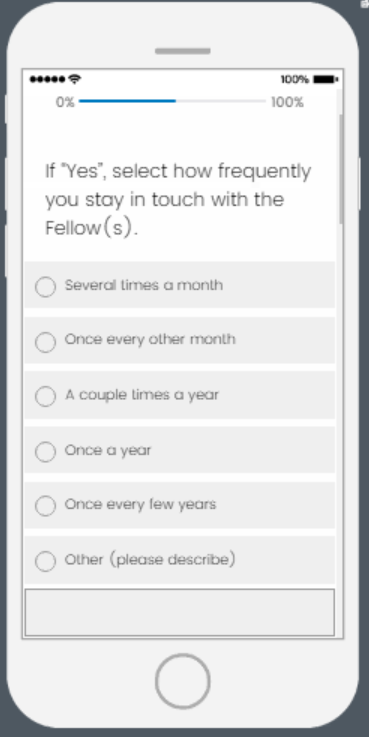 100%
0% 100%
If "Yes", select how frequently
you stay in touch with the
Fellow(s).
Several times a month
Once every other month
A couple times a year
Once a year
Once every few years
Other (please describe)